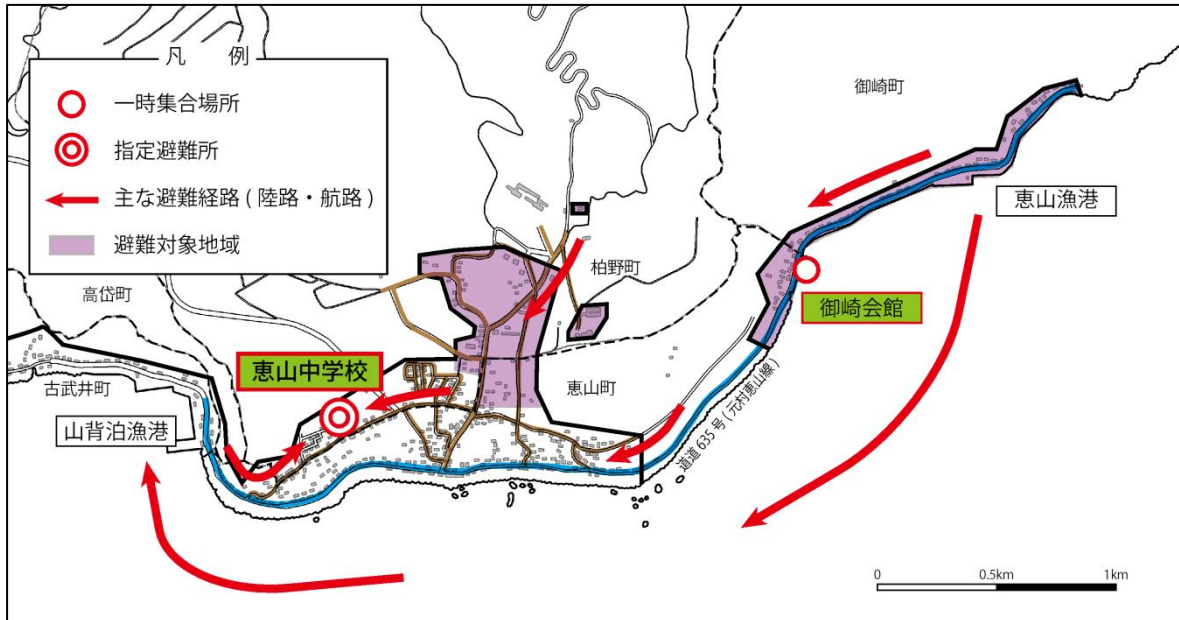 凡　例
一時集合場所
指定避難所
主な避難経路 ( 陸路・航路 )
避難対象地域
御崎町
恵山漁港
柏野町
御崎会館
高岱町
恵山中学校
恵山町
古武井町
山背泊漁港
道道 635 号 (元村恵山線)
0　0.5km　1km